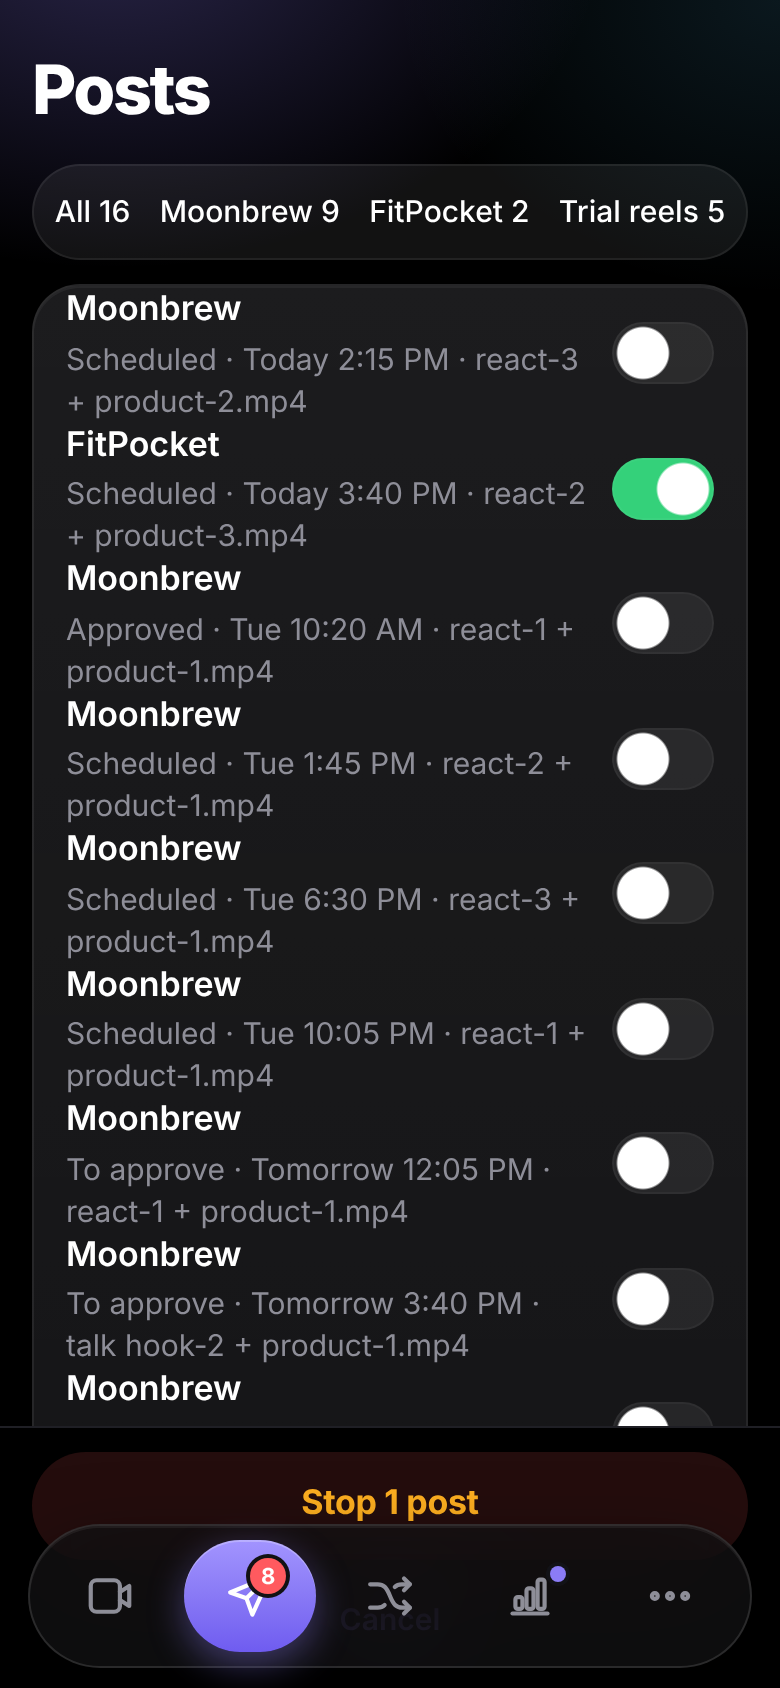 Posts
All 16 Moonbrew 9 FitPocket 2 Trial reels 5
Moonbrew
Scheduled · Today 2:15 PM · react-3
+ product-2.mp4
FitPocket
Scheduled · Today 3:40 PM · react-2
+ product-3.mp4
Moonbrew
Approved · Tue 10:20 AM · react-1 +
product-1.mp4
Moonbrew
Scheduled · Tue 1:45 PM · react-2 +
product-1.mp4
Moonbrew
Scheduled · Tue 6:30 PM · react-3 +
product-1.mp4
Moonbrew
Scheduled · Tue 10:05 PM · react-1 +
product-1.mp4
Moonbrew
To approve · Tomorrow 12:05 PM ·
react-1 + product-1.mp4
Moonbrew
To approve · Tomorrow 3:40 PM ·
talk hook-2 + product-1.mp4
Moonbrew
Stop 1 post
8
Cancel